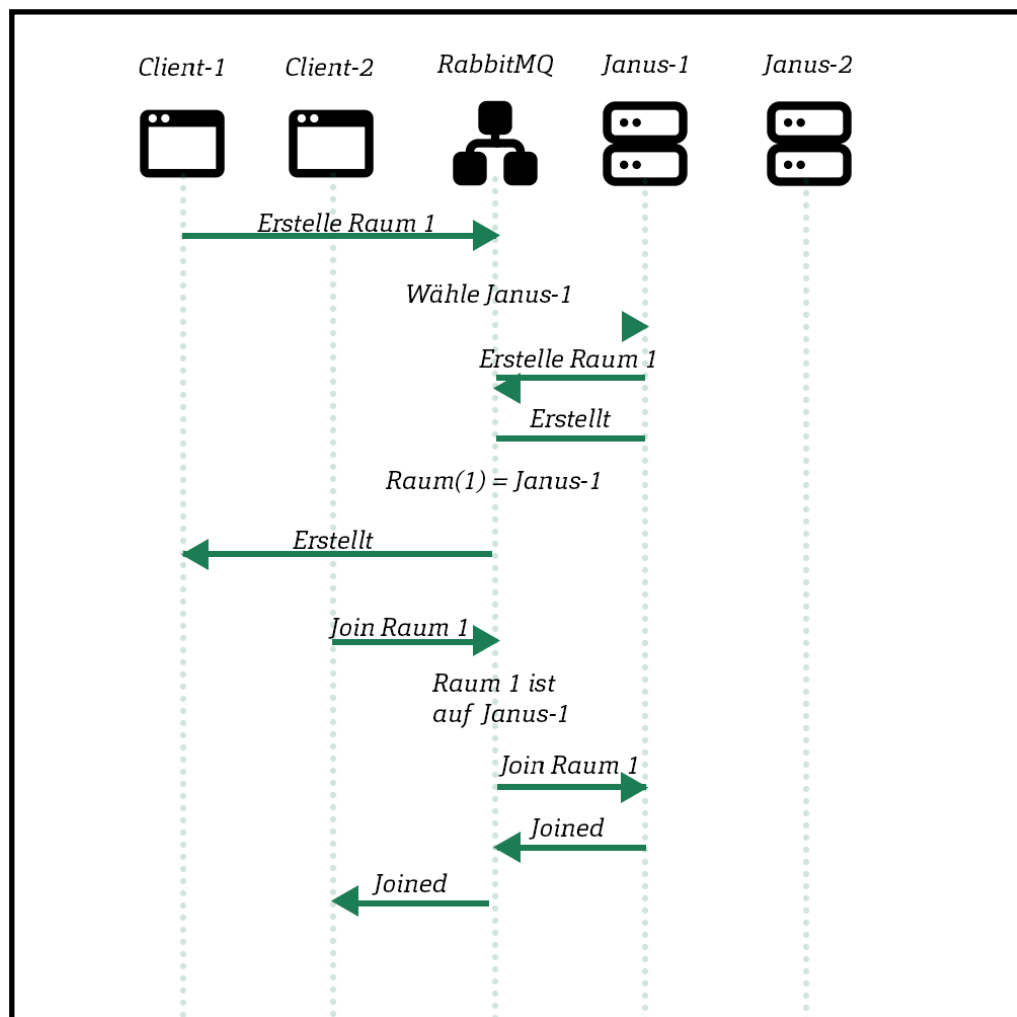 Client-1
Client-2
RabbitMQ
Janus-1
Janus-2
Erstelle Raum 1
Wähle Janus-1
Erstelle Raum 1
Erstellt
Raum(1) = Janus-1
Erstellt
Join Raum 1
Raum 1 ist
auf Janus-1
Join Raum 1
Joined
Joined